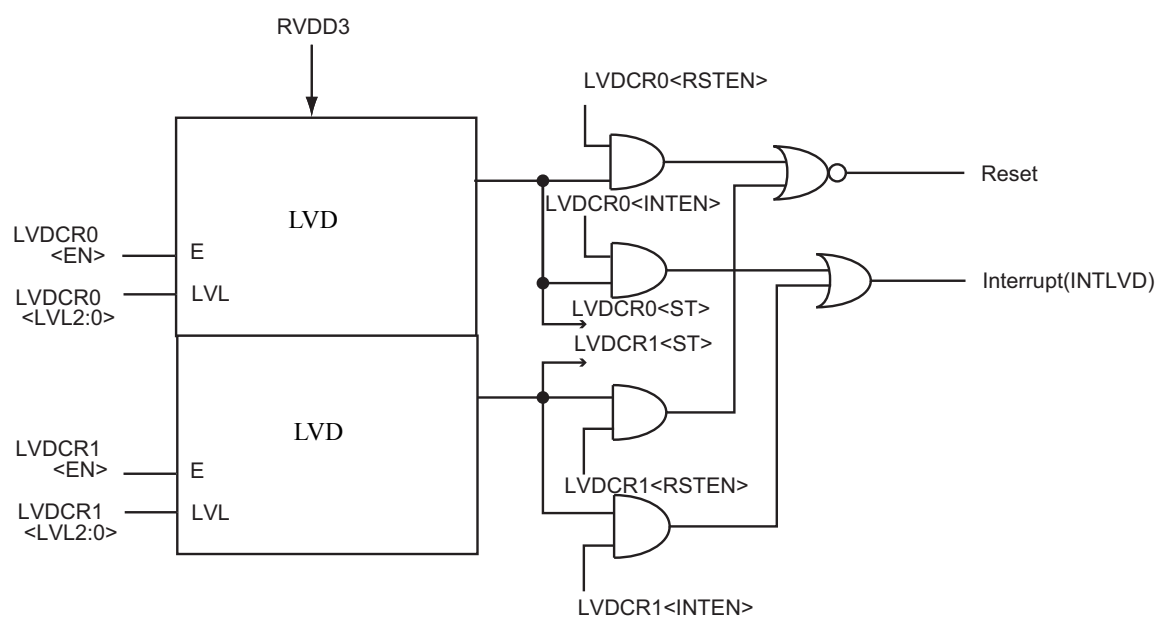 RVDD3
LVDCR0<RSTEN>
Reset
LVD
LVDCR0<INTEN>
LVDCR0
<EN>
E
Interrupt(INTLVD)
LVDCR0
<LVL2:0>
LVL
LVDCR0<ST>
LVDCR1<ST>
LVD
LVDCR1
<EN>
E
LVDCR1<RSTEN>
LVDCR1
<LVL2:0>
LVL
LVDCR1<INTEN>